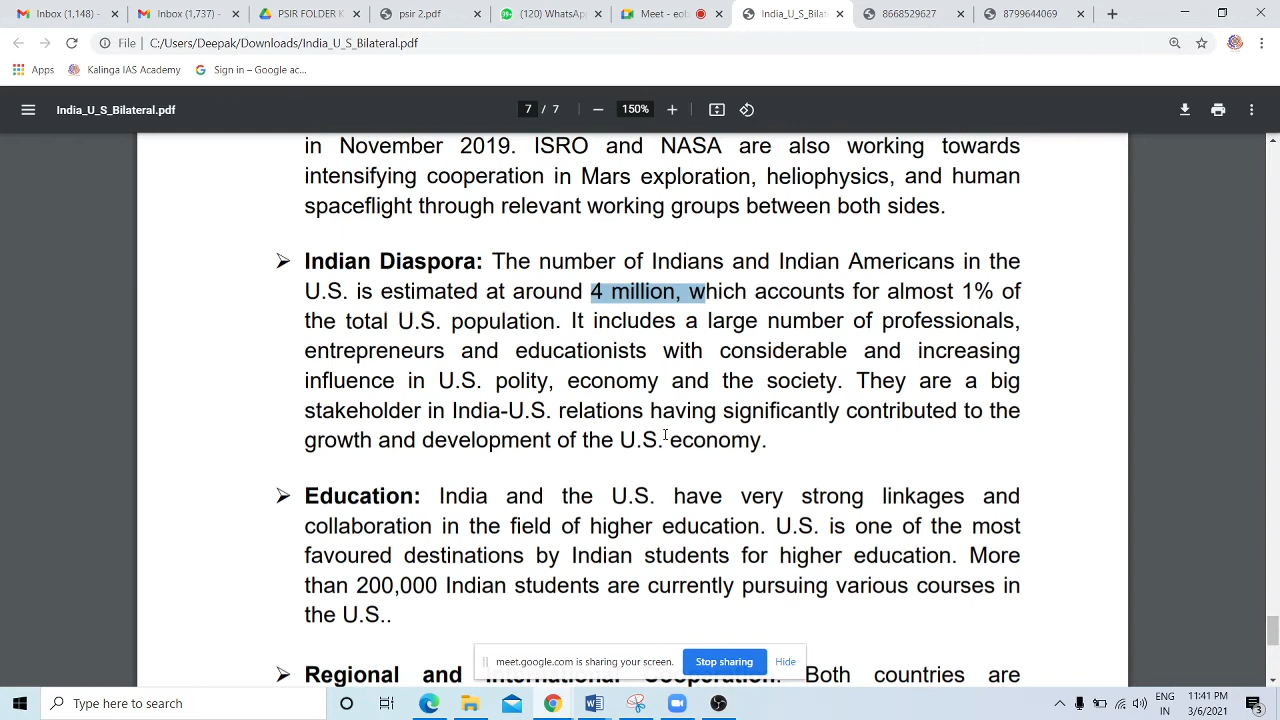 Inbox (1,148) -
Inbox (1,737) -
PSIR FOLDER K
psir 2.pdf
99+
(120) WhatsAp
Meet - eob
India_U_S_Bilat
8668529627
8799644069
File | C:/Users/Deepak/Downloads/India_U_S_Bilateral.pdf
Apps
Kalinga IAS Academy
Sign in – Google ac...
India_U_S_Bilateral.pdf
7 / 7
150%
in November 2019. ISRO and NASA are also working towards
intensifying cooperation in Mars exploration, heliophysics, and human
spaceflight through relevant working groups between both sides.
Indian Diaspora: The number of Indians and Indian Americans in the
U.S. is estimated at around 4 million, which accounts for almost 1% of
the total U.S. population. It includes a large number of professionals,
entrepreneurs and educationists with considerable and increasing
influence in U.S. polity, economy and the society. They are a big
stakeholder in India-U.S. relations having significantly contributed to the
growth and development of the U.S. economy.
Education: India and the U.S. have very strong linkages and
collaboration in the field of higher education. U.S. is one of the most
favoured destinations by Indian students for higher education. More
than 200,000 Indian students are currently pursuing various courses in
the U.S..
meet.google.com is sharing your screen.
Stop sharing
Hide
Regional and International Cooperation: Both countries are
Type here to search
ENG
IN
11:41 PM
3/6/2021
3